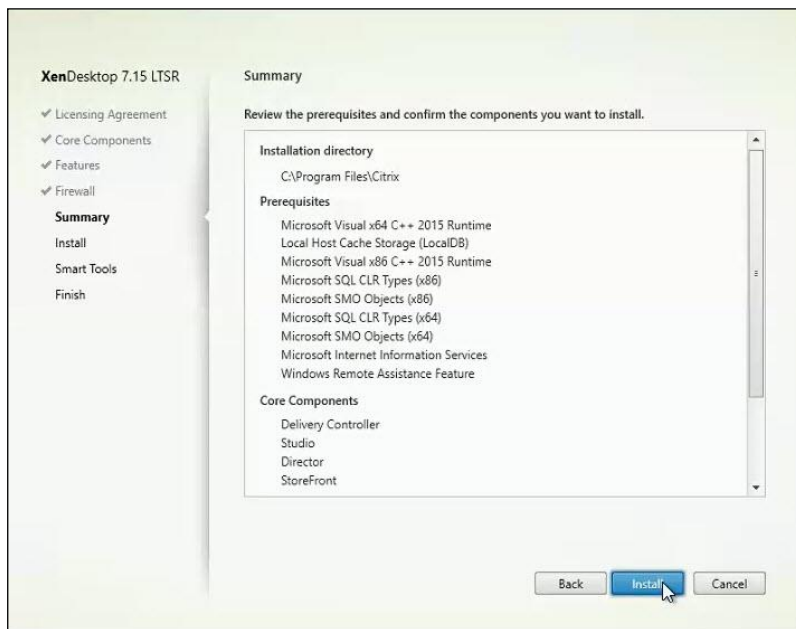 XenDesktop 7.15 LTSR
Licensing Agreement
Core Components
Features
Firewall
Summary
Install
Smart Tools
Finish
Summary
Review the prerequisites and confirm the components you want to install.
Installation directory
C:\Program Files\Citrix
Prerequisites
Microsoft Visual x64 C++ 2015 Runtime
Local Host Cache Storage (LocalDB)
Microsoft Visual x86 C++ 2015 Runtime
Microsoft SQL CLR Types (x86)
Microsoft SMO Objects (x86)
Microsoft SQL CLR Types (x64)
Microsoft SMO Objects (x64)
Microsoft Internet Information Services
Windows Remote Assistance Feature
Core Components
Delivery Controller
Studio
Director
StoreFront
Back Install Cancel